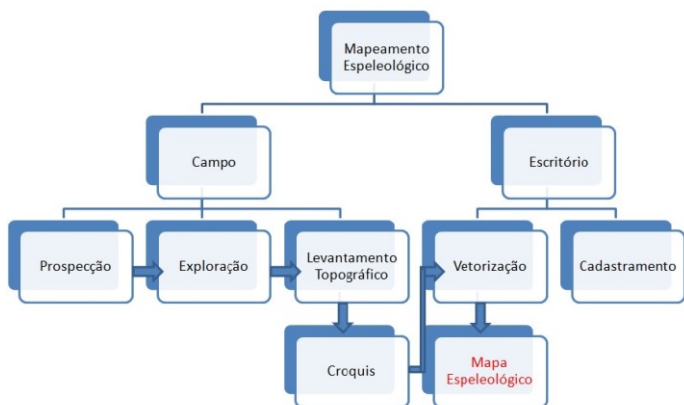 Mapeamento
Espeleológico
Campo
Escritório
Prospecção
Exploração
Levantamento
Topográfico
Vetorização
Cadastramento
Croquis
Mapa
Espeleológico